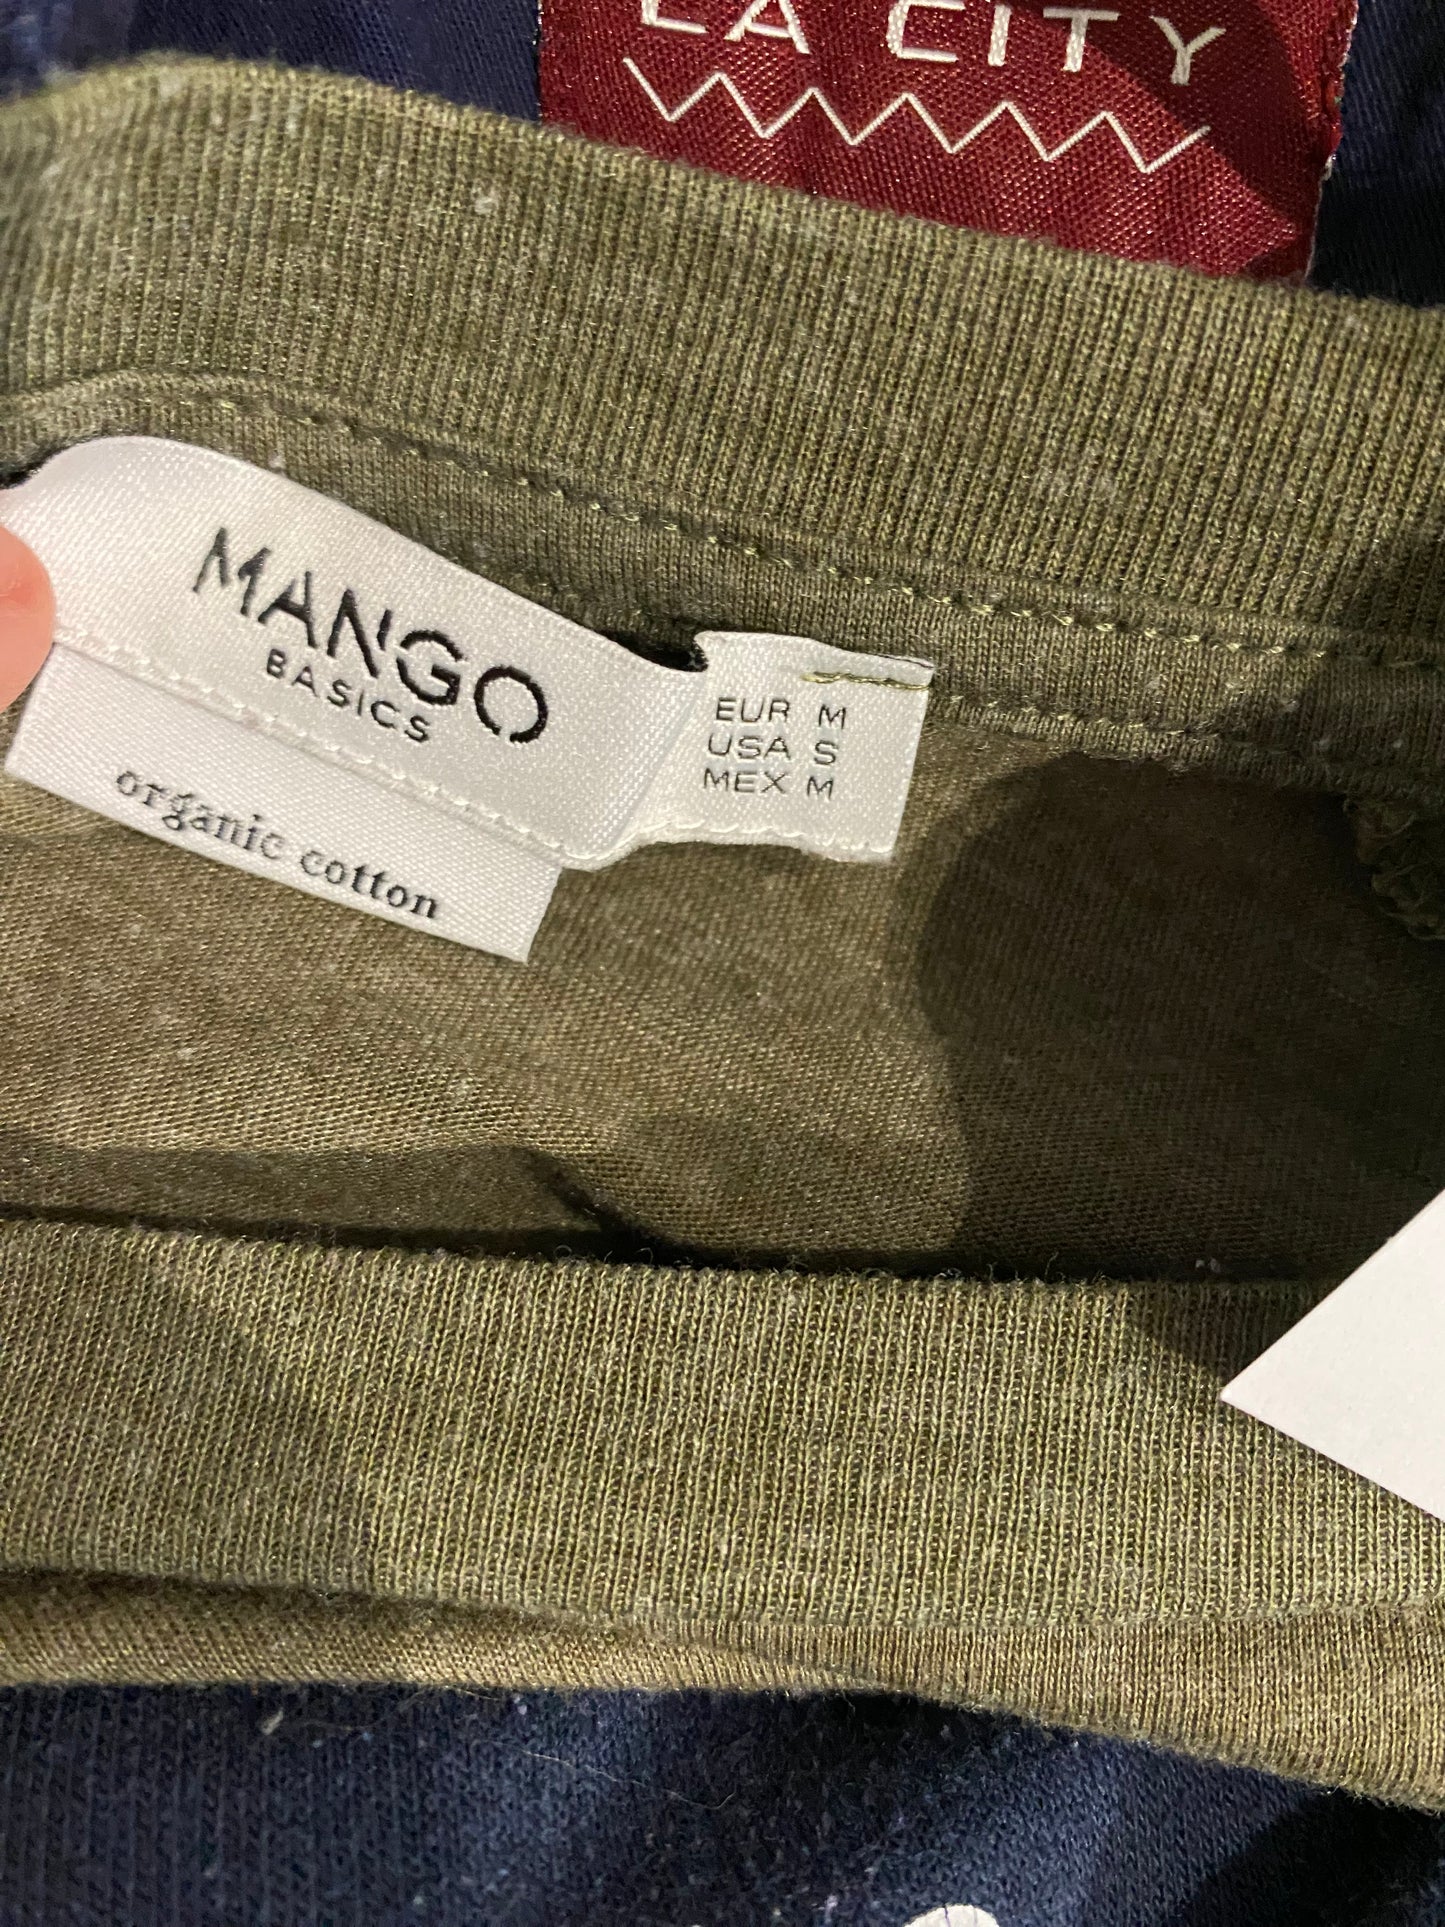 LA CITY
MANGO
BASICS
organic cotton
EUR M
USA S
MEX M